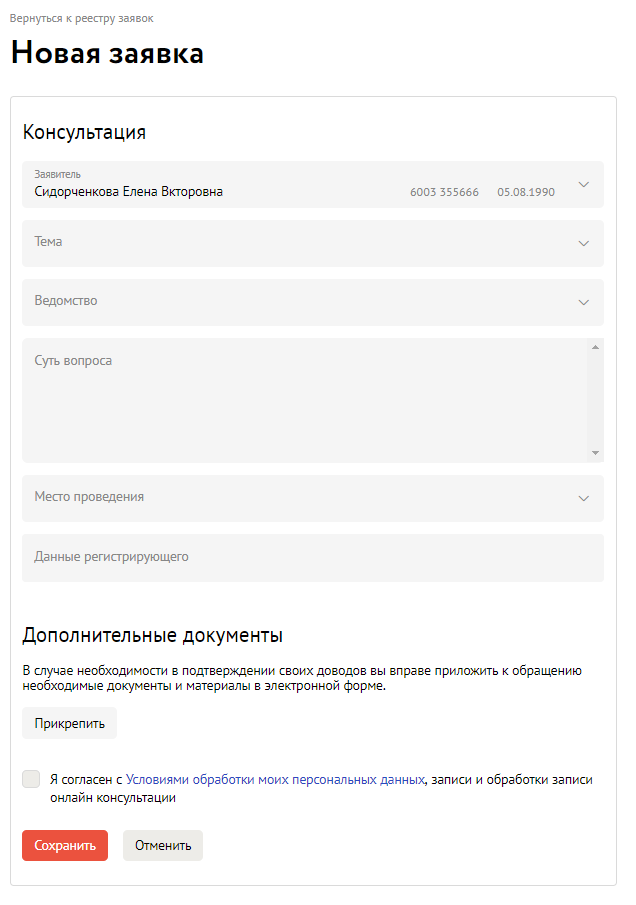 Вернуться к реестру заявок
Новая заявка
Консультация
Заявитель
Сидорченкова Елена Вкторовна 6003 355666 05.08.1990
Тема
Ведомство
Суть вопроса
Место проведения
Данные регистрирующего
Дополнительные документы
В случае необходимости в подтверждении своих доводов вы вправе приложить к обращению
необходимые документы и материалы в электронной форме.
Прикрепить
Я согласен с Условиями обработки моих персональных данных, записи и обработки записи
онлайн консультации
Сохранить Отменить